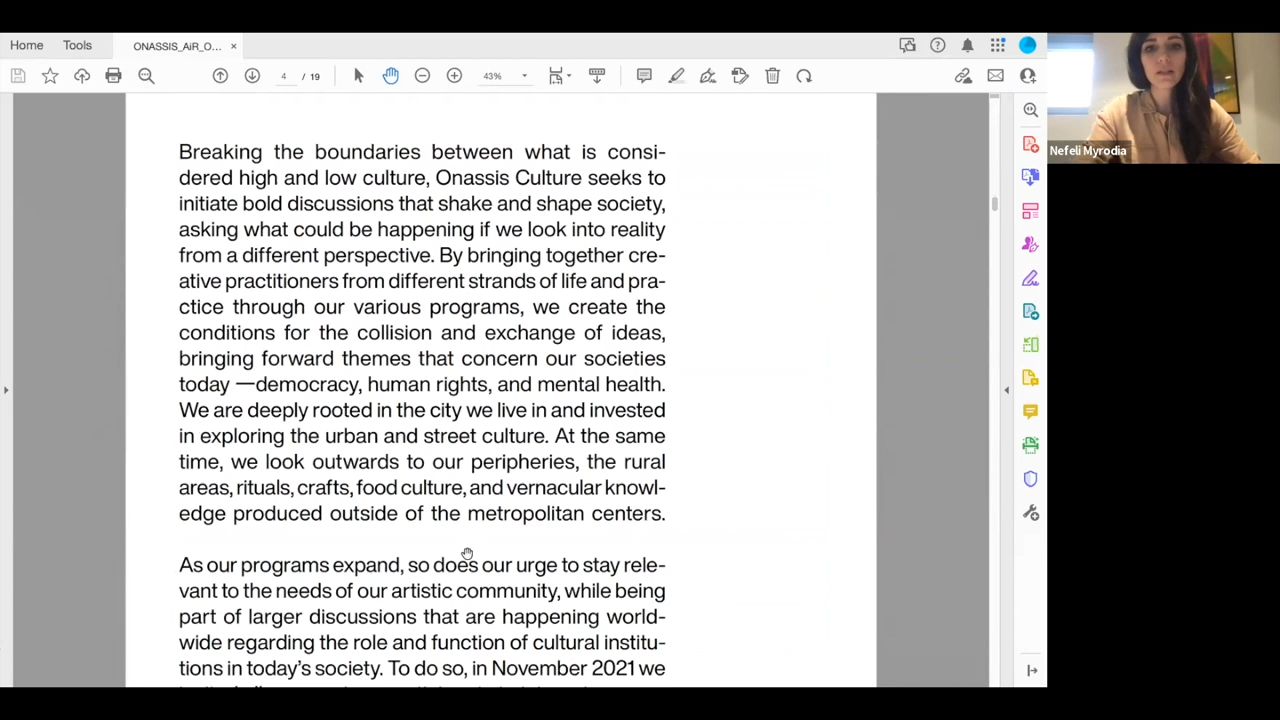 Home
Tools
ONASSIS_AiR_O...
4 / 19
43%
Breaking the boundaries between what is consi-
dered high and low culture, Onassis Culture seeks to
initiate bold discussions that shake and shape society,
asking what could be happening if we look into reality
from a different perspective. By bringing together cre-
ative practitioners from different strands of life and pra-
ctice through our various programs, we create the
conditions for the collision and exchange of ideas,
bringing forward themes that concern our societies
today —democracy, human rights, and mental health.
We are deeply rooted in the city we live in and invested
in exploring the urban and street culture. At the same
time, we look outwards to our peripheries, the rural
areas, rituals, crafts, food culture, and vernacular knowl-
edge produced outside of the metropolitan centers.
As our programs expand, so does our urge to stay rele-
vant to the needs of our artistic community, while being
part of larger discussions that are happening world-
wide regarding the role and function of cultural institu-
tions in today's society. To do so, in November 2021 we
Nefeli Myrodia